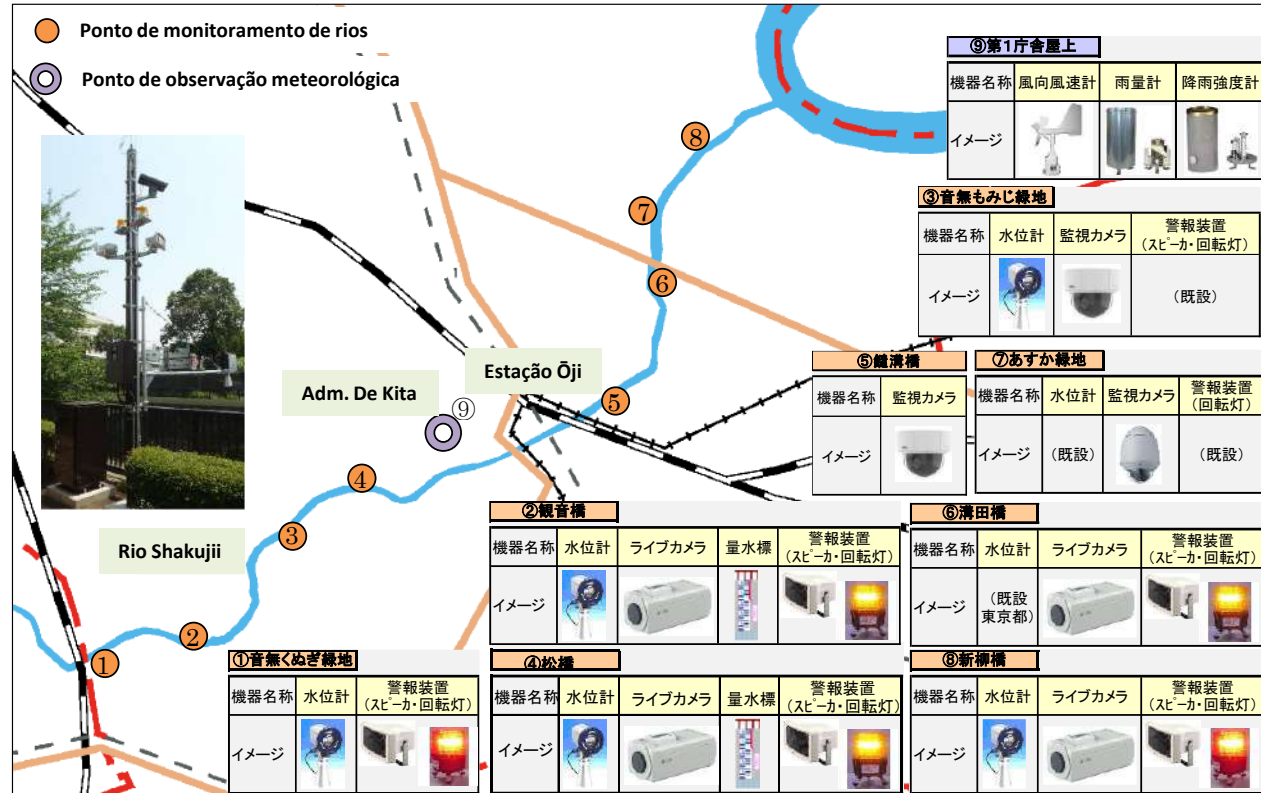 Ponto de monitoramento de rios
Ponto de observação meteorológica
⑨第1庁舎屋上
機器名称 風向風速計 雨量計 降雨強度計
イメージ
⑧
③音無もみじ緑地
機器名称 水位計 監視カメラ 警報装置
(スピーカ・回転灯)
イメージ (既設)
⑦
⑥
Estação Ōji
Adm. De Kita
⑨
⑤
⑤鍵溝橋
機器名称 監視カメラ
イメージ
⑦あすか緑地
機器名称 水位計 監視カメラ 警報装置
(回転灯)
イメージ (既設) (既設)
④
③
Rio Shakujii
②
①
②観音橋
機器名称 水位計 ライブカメラ 量水標 警報装置
(スピーカ・回転灯)
イメージ
⑥溝田橋
機器名称 水位計 ライブカメラ 警報装置
(スピーカ・回転灯)
イメージ (既設
東京都)
①音無くぬぎ緑地
機器名称 水位計 警報装置
(スピーカ・回転灯)
イメージ
④松橋
機器名称 水位計 ライブカメラ 量水標 警報装置
(スピーカ・回転灯)
イメージ
⑧新柳橋
機器名称 水位計 ライブカメラ 警報装置
(スピーカ・回転灯)
イメージ